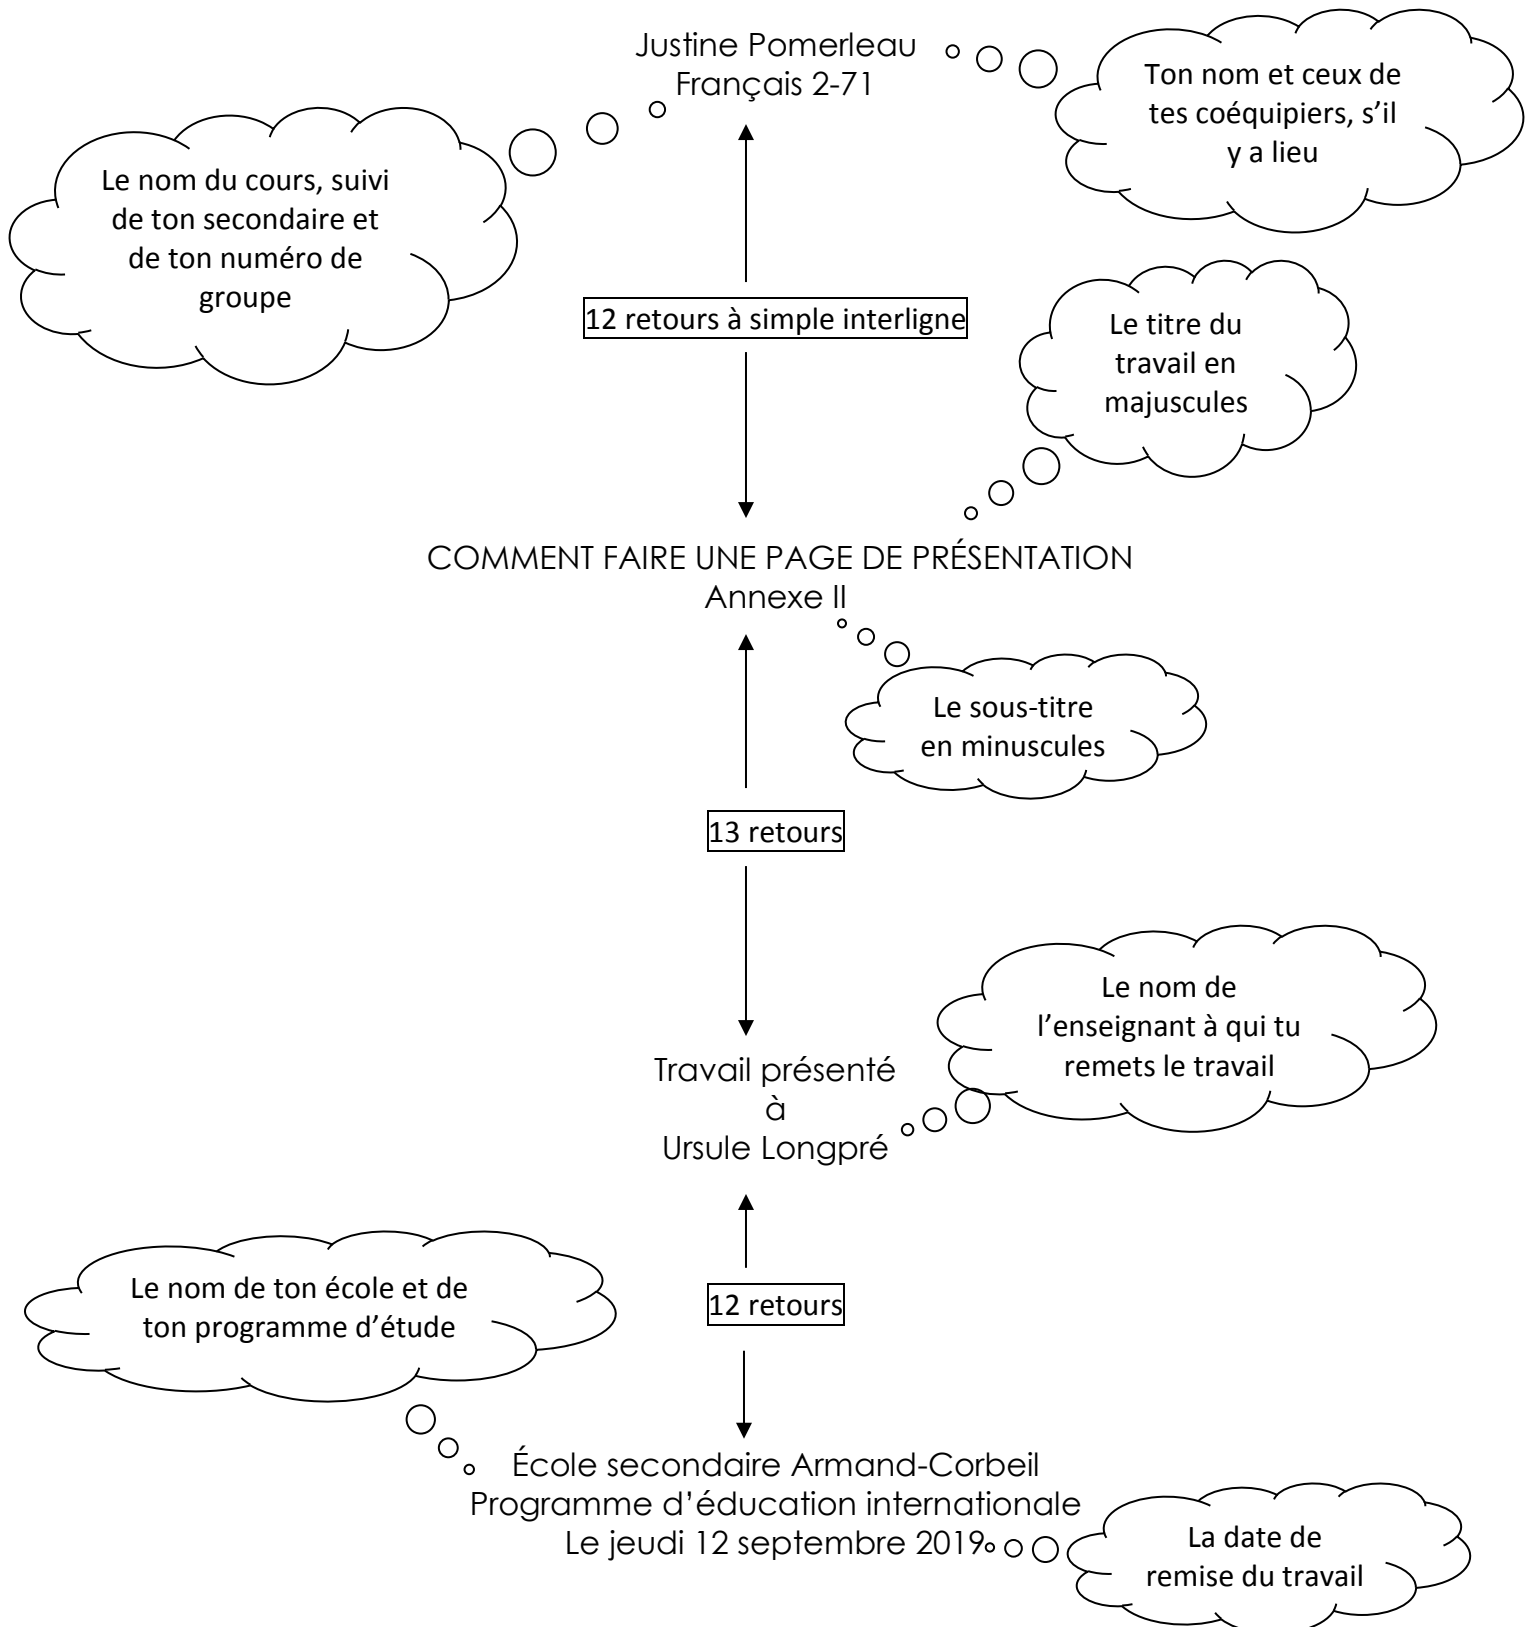 Justine Pomerleau
Français 2-71
Ton nom et ceux de
tes coéquipiers, s’il
y a lieu
Le nom du cours, suivi
de ton secondaire et
de ton numéro de
groupe
12 retours à simple interligne
Le titre du
travail en
majuscules
COMMENT FAIRE UNE PAGE DE PRÉSENTATION
Annexe II
Le sous-titre
en minuscules
13 retours
Le nom de
l’enseignant à qui tu
remets le travail
Travail présenté
à
Ursule Longpré
Le nom de ton école et de
ton programme d’étude
12 retours
École secondaire Armand-Corbeil
Programme d’éducation internationale
Le jeudi 12 septembre 2019
La date de
remise du travail